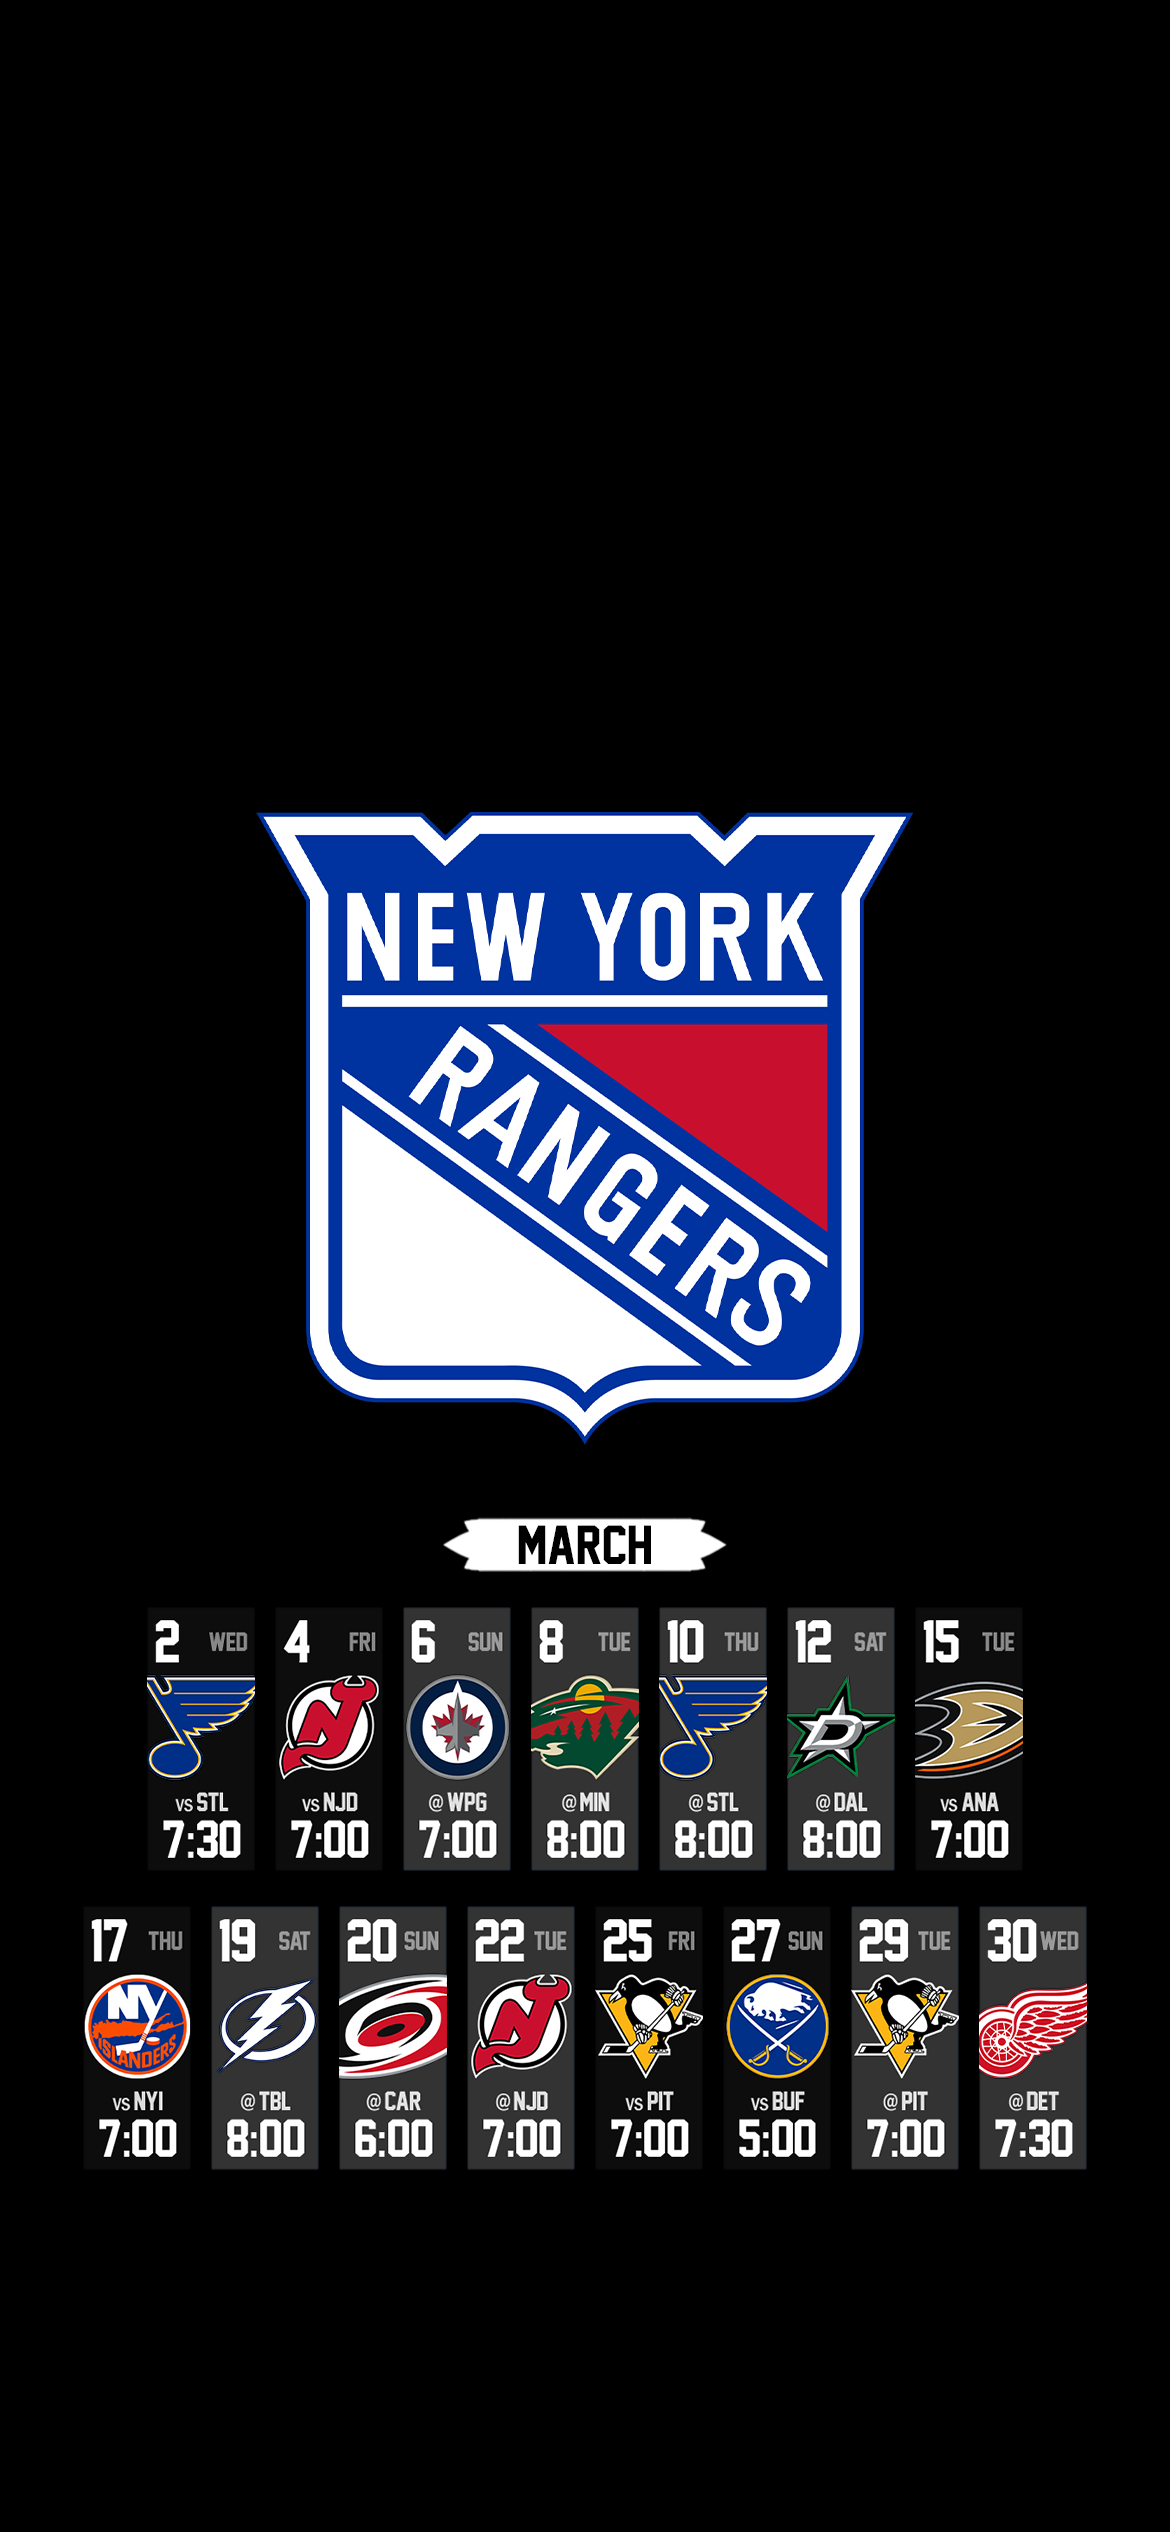 NEW YORK
RANGERS
MARCH
2 WED 4 FRI 6 SUN 8 TUE 10 THU 12 SAT 15 TUE
vs STL vs NJD @ WPG @ MIN @ STL @ DAL vs ANA
7:30 7:00 7:00 8:00 8:00 8:00 7:00
17 THU 19 SAT 20 SUN 22 TUE 25 FRI 27 SUN 29 TUE 30 WED
NY
ISLANDERS
vs NYI @ TBL @ CAR @ NJD vs PIT vs BUF @ PIT @ DET
7:00 8:00 6:00 7:00 7:00 5:00 7:00 7:30